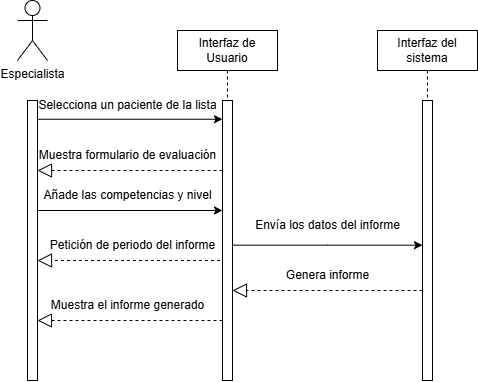 Especialista
Interfaz de
Usuario
Interfaz del
sistema
Selecciona un paciente de la lista
Muestra formulario de evaluación
Añade las competencias y nivel
Envía los datos del informe
Petición de periodo del informe
Genera informe
Muestra el informe generado